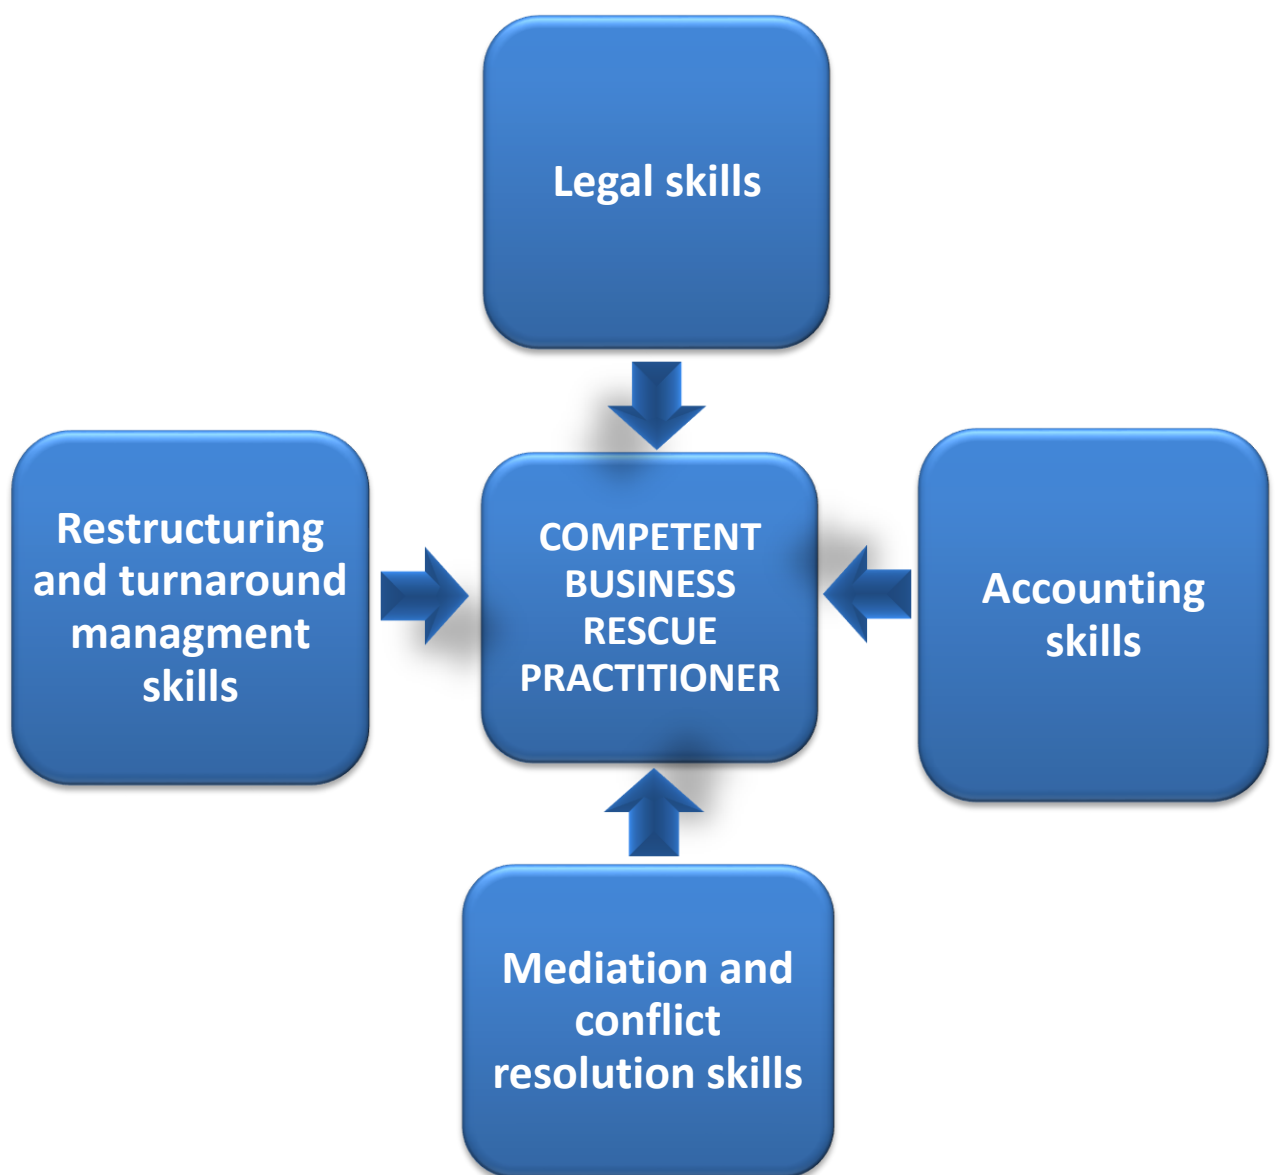 Legal skills
Restructuring
and turnaround
managment
skills
COMPETENT
BUSINESS
RESCUE
PRACTITIONER
Accounting
skills
Mediation and
conflict
resolution skills